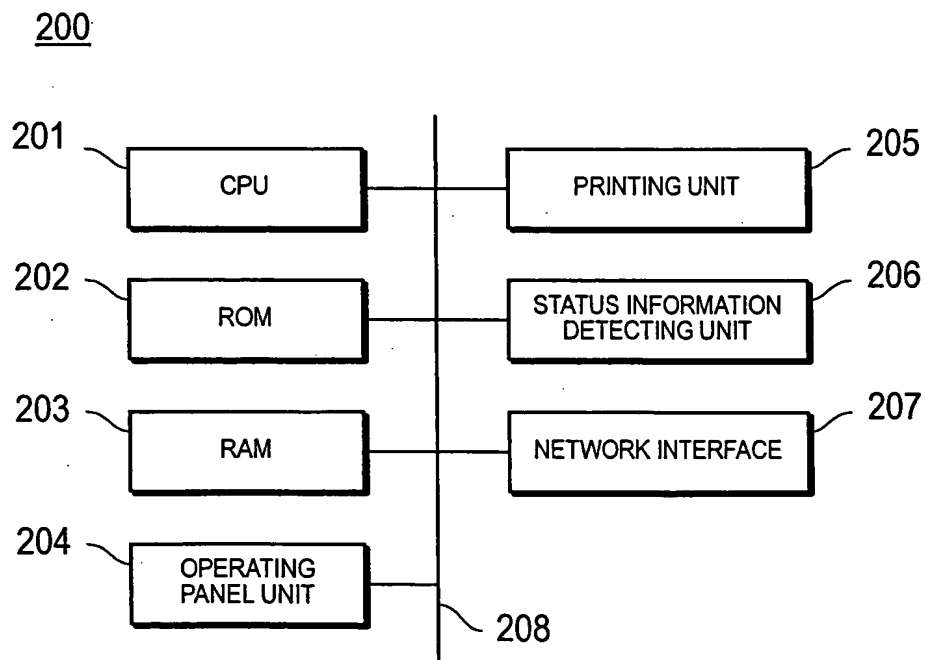 200
201
CPU
PRINTING UNIT
205
202
ROM
STATUS INFORMATION
DETECTING UNIT
206
203
RAM
NETWORK INTERFACE
207
204
OPERATING
PANEL UNIT
208